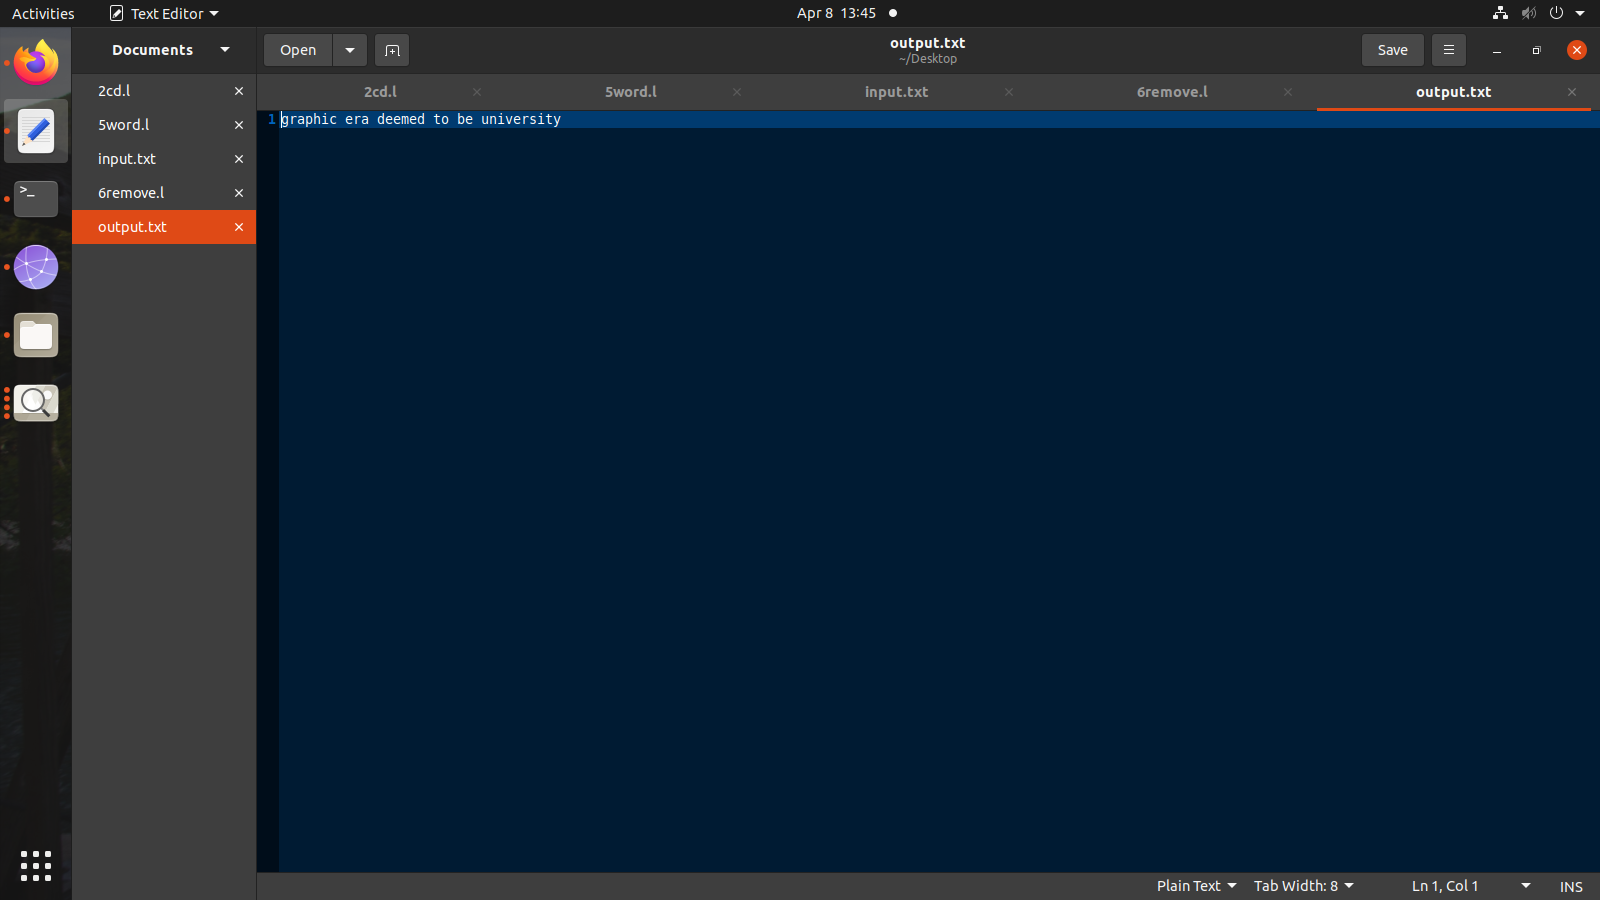 Activities Text Editor Apr 8 13:45
Documents Open output.txt Save
~/Desktop
2cd.l 5word.l input.txt 6remove.l output.txt
2cd.l
5word.l
input.txt
6remove.l
output.txt
1 graphic era deemed to be university
>_
Plain Text Tab Width: 8 Ln 1, Col 1 INS